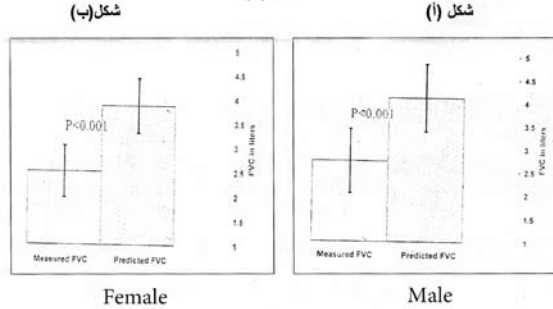 شكل (أ)
شكل(ب)
5
4.5
4
3.5
3
2.5
2
1.5
1
FVC in liters
P<0.001
Measured FVC Predicted FVC
Female
5
4.5
4
3.5
3
2.5
2
1.5
1
FVC in liters
P<0.001
Measured FVC Predicted FVC
Male